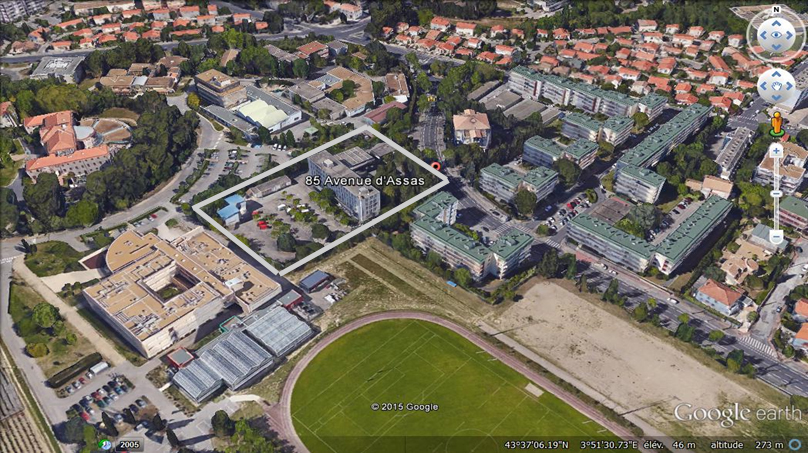 N
85 Avenue d'Assas
© 2015 Google
Google earth
2005
43°37'06.19"N 3°51'30.73"E élév. 46 m altitude 273 m